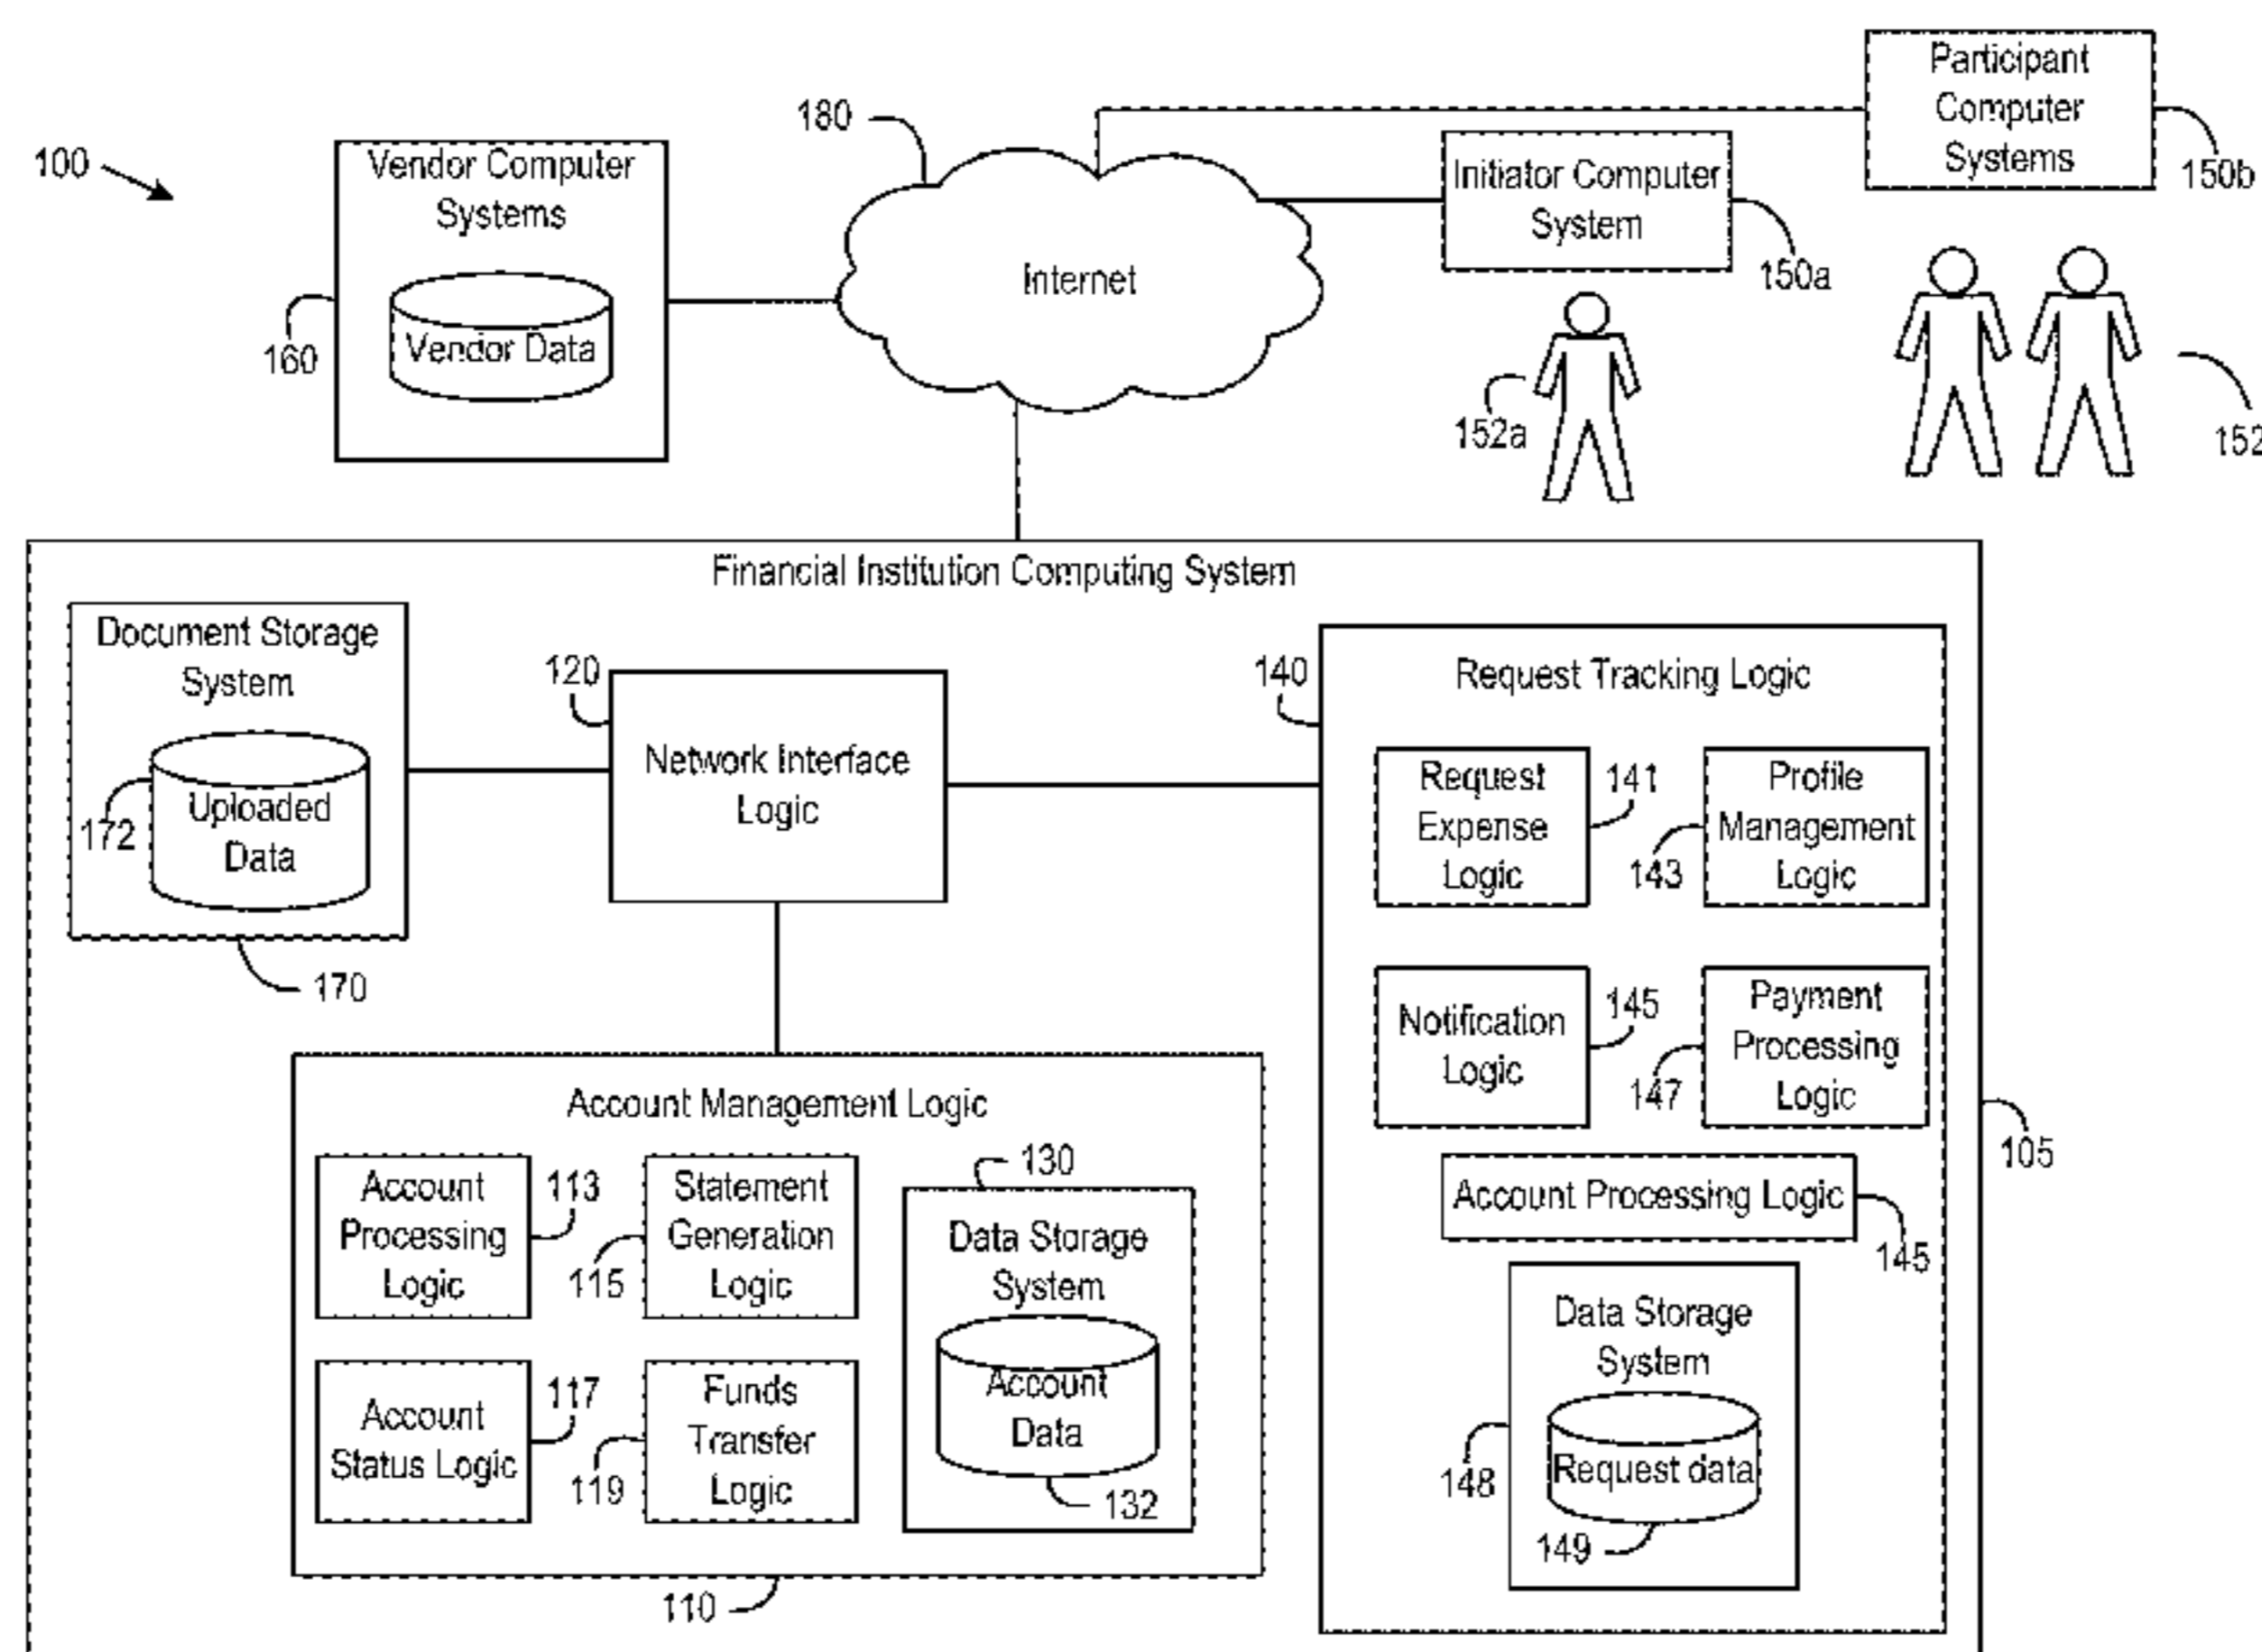 100
Vendor Computer
Systems
Vendor Data
160
180
Internet
Initiator Computer
System
150a
152a
Participant
Computer
Systems
150b
152
Financial Institution Computing System
Document Storage
System
Uploaded
Data
172
170
120
Network Interface
Logic
140
Request Tracking Logic
Request
Expense
Logic
141
Profile
Management
Logic
143
Notification
Logic
145
Payment
Processing
Logic
147
Account Processing Logic
145
Data Storage
System
Request data
148
149
105
Account Management Logic
Account
Processing
Logic
113
Statement
Generation
Logic
115
Account
Status Logic
117
Funds
Transfer
Logic
119
130
Data Storage
System
Account
Data
132
110